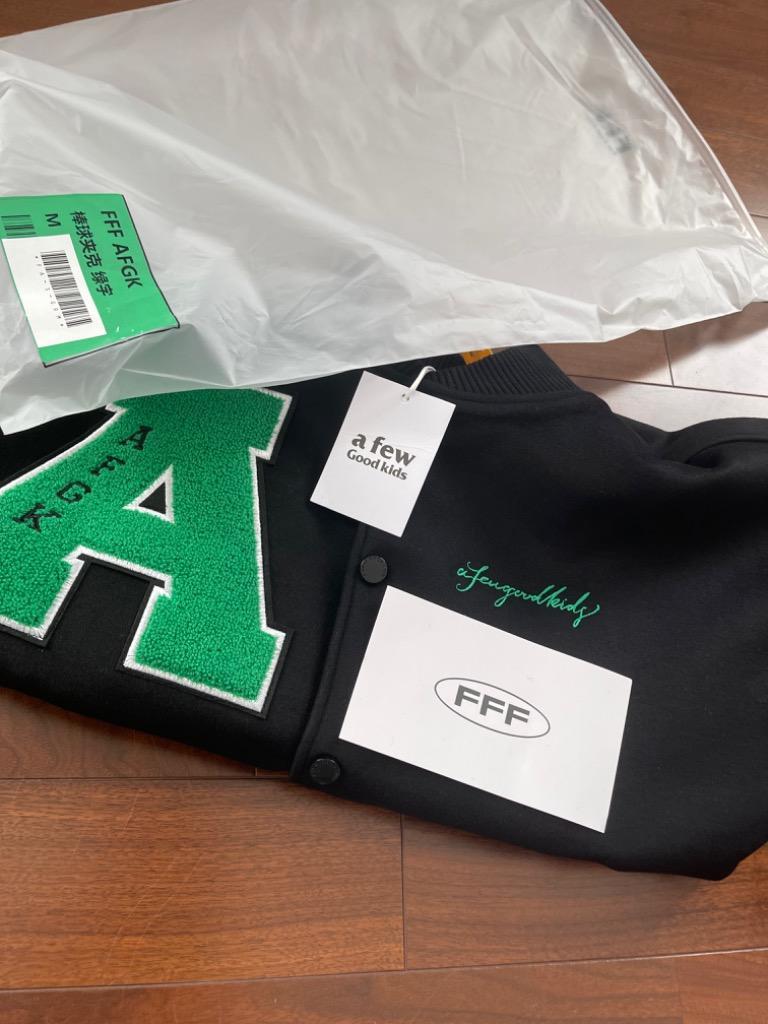 FFF AFGK
棒球夹克 绿字
M
A
AFGK
a few
Good kids
afewgoodkids
FFF